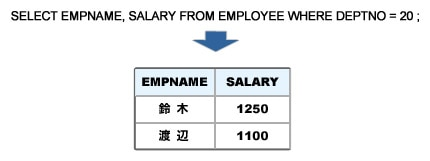 SELECT EMPNAME, SALARY FROM EMPLOYEE WHERE DEPTNO = 20 ;
EMPNAME SALARY
鈴 木 1250
渡 辺 1100